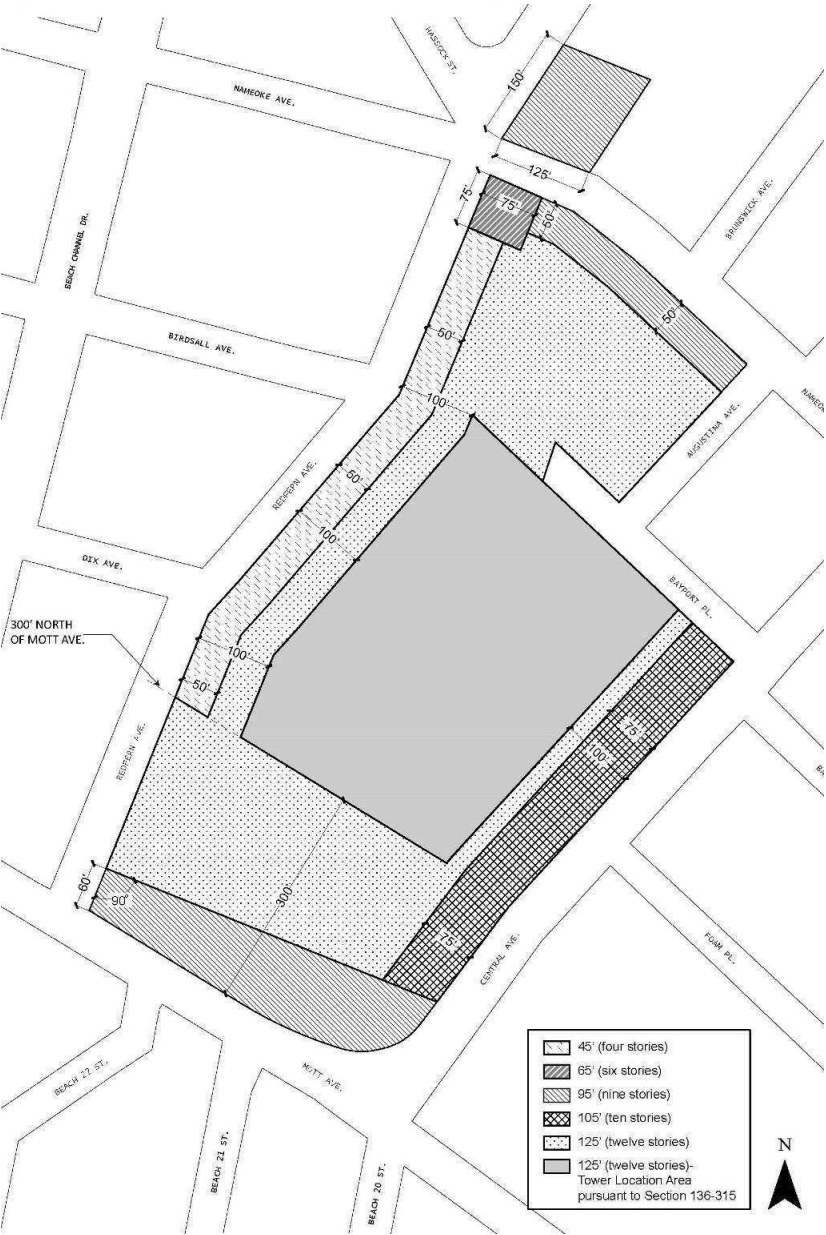 HASSOCK ST.
150'
NAMEOKE AVE.
125'
75'
75'
50'
BRUNSWICK AVE.
BEACH CHANNEL DR.
50'
50'
BIRDSALL AVE.
100'
AUGUSTINA AVE.
REDFERN AVE.
50'
100'
DIX AVE.
BAYPORT PL.
300' NORTH
OF MOTT AVE.
100'
50'
75'
100'
REDFERN AVE.
60'
90°
300'
75'
CENTRAL AVE.
FOAM PL.
MOTT AVE.
BEACH 22 ST.
BEACH 21 ST.
BEACH 20 ST.
45' (four stories)
65' (six stories)
95' (nine stories)
105' (ten stories)
125' (twelve stories)
125' (twelve stories)-
Tower Location Area
pursuant to Section 136-315
N